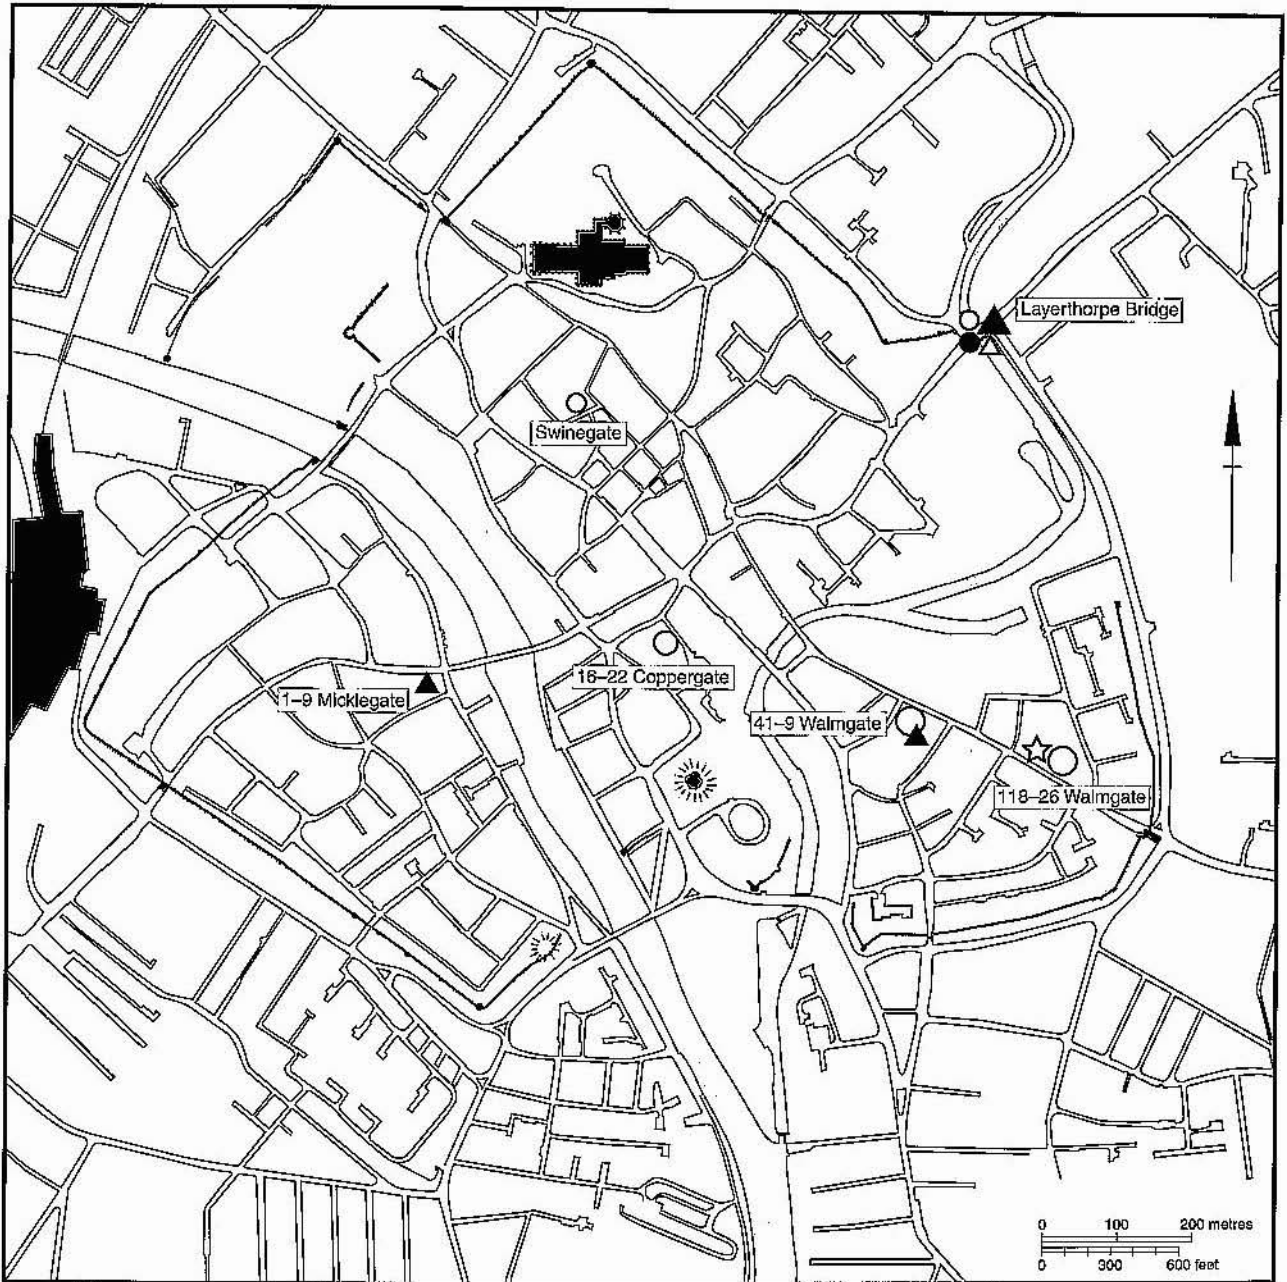 Layerthorpe Bridge
Swinegate
16–22 Coppergate
1–9 Micklegate
41–9 Walmgate
118–26 Walmgate
0 100 200 metres
0 300 600 feet